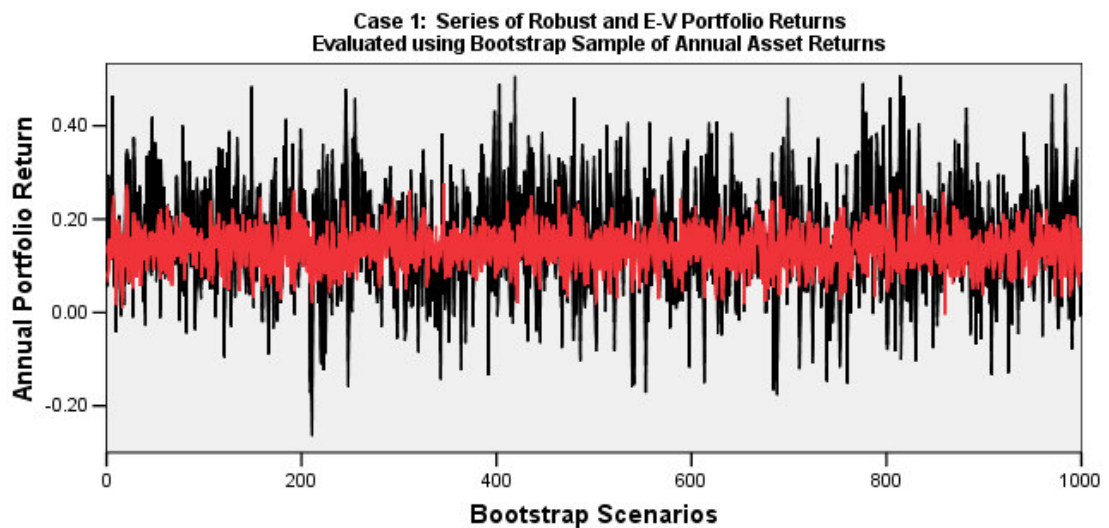 Case 1:  Series of Robust and E-V Portfolio Returns
Evaluated using Bootstrap Sample of Annual Asset Returns
Annual Portfolio Return
0.40
0.20
0.00
-0.20
0
200
400
600
800
1000
Bootstrap Scenarios